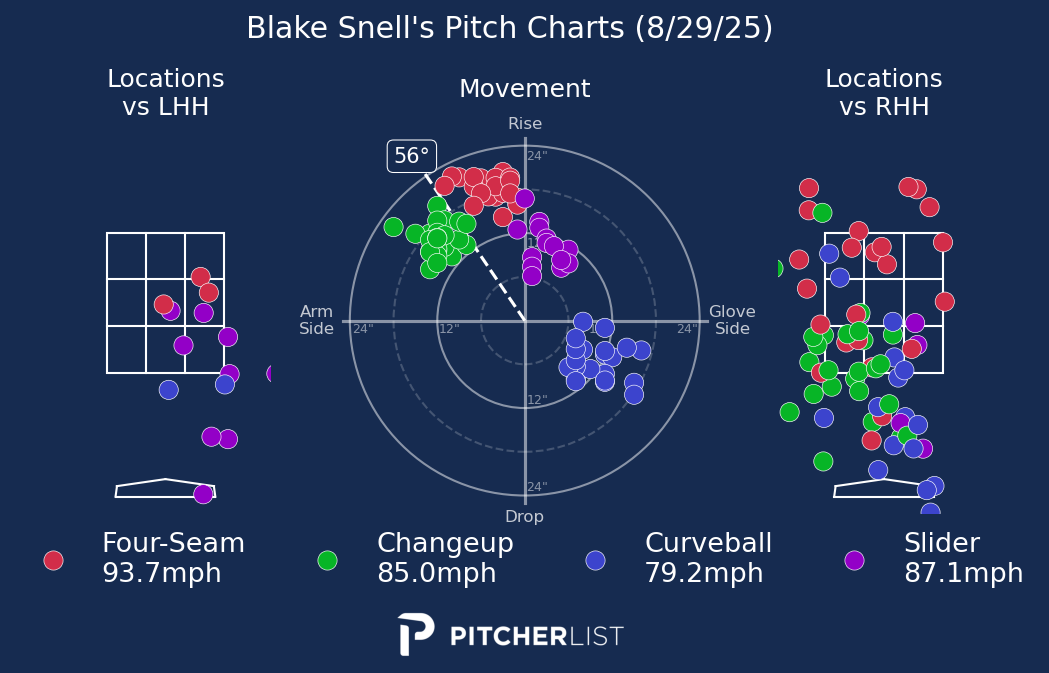 Blake Snell's Pitch Charts (8/29/25)
Locations
vs LHH
Movement
Locations
vs RHH
Rise
56°
24"
Arm
Side
24"
12"
24"
Glove
Side
12"
24"
Drop
Four-Seam
93.7mph
Changeup
85.0mph
Curveball
79.2mph
Slider
87.1mph
PITCHERLIST